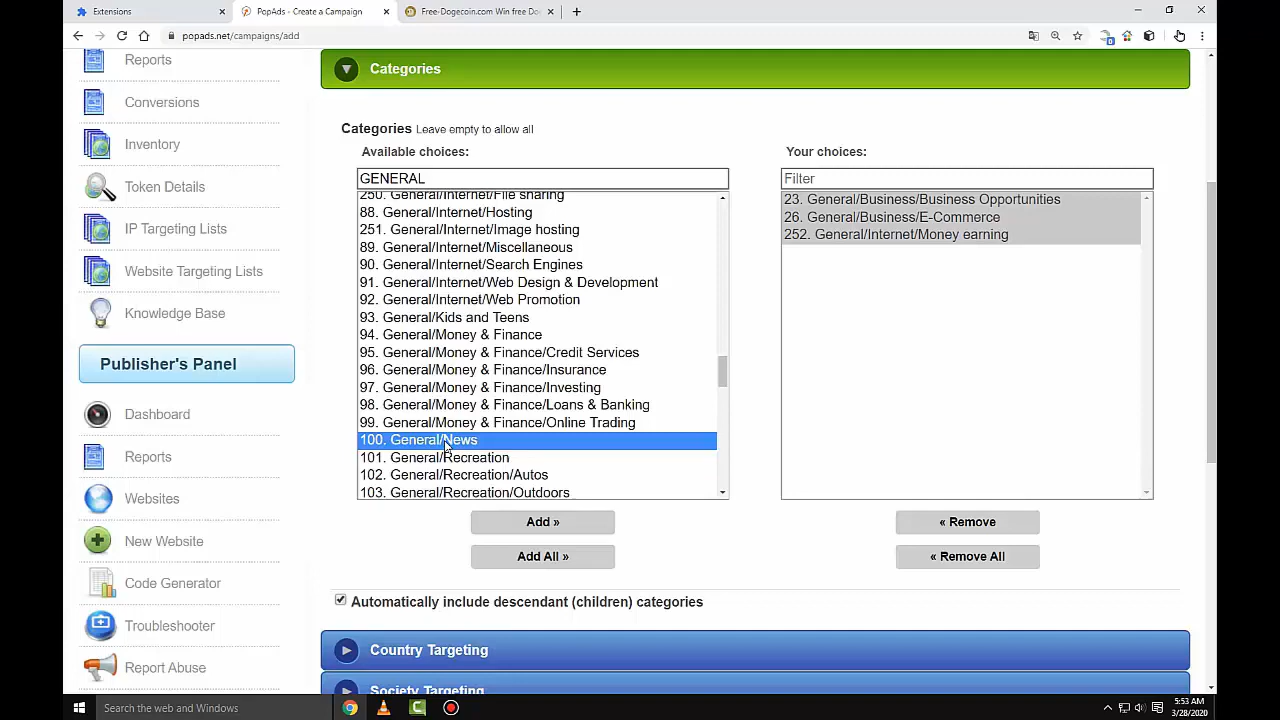 Extensions
PopAds - Create a Campaign
Free-Dogecoin.com Win free Do
popads.net/campaigns/add
Reports
Conversions
Inventory
Token Details
IP Targeting Lists
Website Targeting Lists
Knowledge Base
Publisher's Panel
Dashboard
Reports
Websites
New Website
Code Generator
Troubleshooter
Report Abuse
Categories
Categories Leave empty to allow all
Available choices:
GENERAL
250. General/Internet/File sharing
88. General/Internet/Hosting
251. General/Internet/Image hosting
89. General/Internet/Miscellaneous
90. General/Internet/Search Engines
91. General/Internet/Web Design & Development
92. General/Internet/Web Promotion
93. General/Kids and Teens
94. General/Money & Finance
95. General/Money & Finance/Credit Services
96. General/Money & Finance/Insurance
97. General/Money & Finance/Investing
98. General/Money & Finance/Loans & Banking
99. General/Money & Finance/Online Trading
100. General/News
101. General/Recreation
102. General/Recreation/Autos
103. General/Recreation/Outdoors
Add »
Add All »
Your choices:
Filter
23. General/Business/Business Opportunities
26. General/Business/E-Commerce
252. General/Internet/Money earning
« Remove
« Remove All
Automatically include descendant (children) categories
Country Targeting
Society Targeting
Search the web and Windows
5:53 AM
3/28/2020